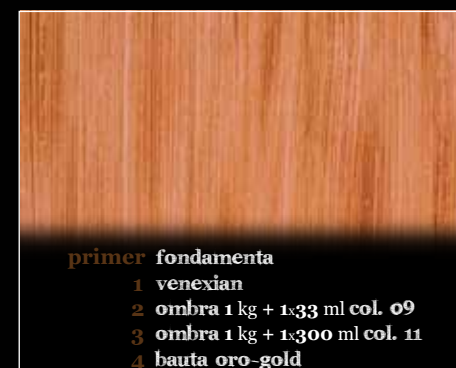 primer fondamenta
1 venexian
2 ombra 1 kg + 1x33 ml col. 09
3 ombra 1 kg + 1x300 ml col. 11
4 bauta oro-gold